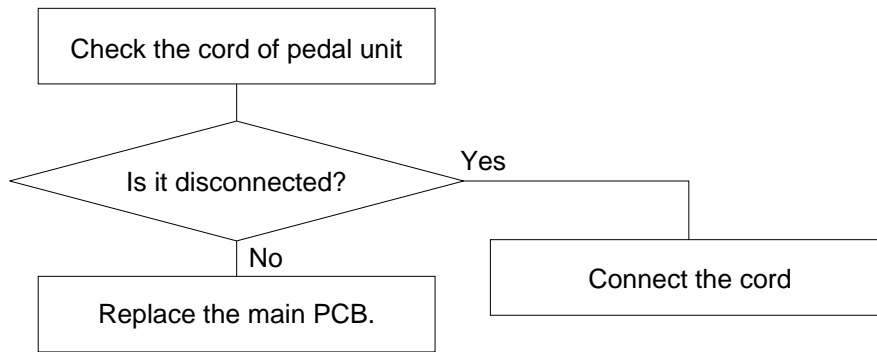 Check the cord of pedal unit
Is it disconnected?
Yes
No
Connect the cord
Replace the main PCB.